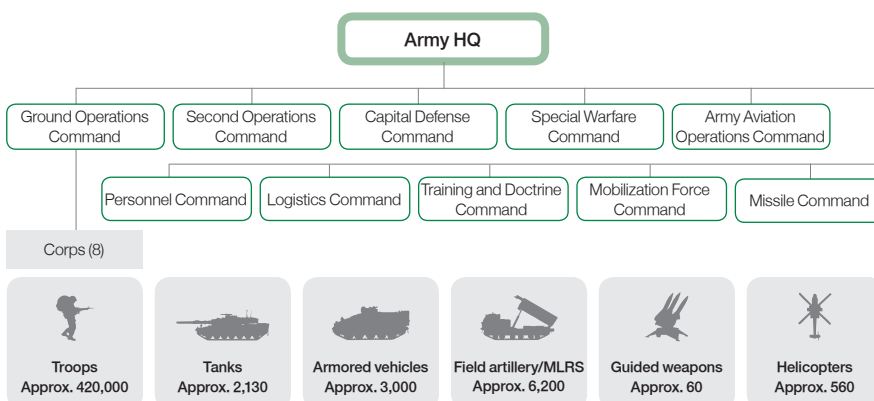 Army HQ
Ground Operations
Command
Second Operations
Command
Capital Defense
Command
Special Warfare
Command
Army Aviation
Operations Command
Personnel Command
Logistics Command
Training and Doctrine
Command
Mobilization Force
Command
Missile Command
Corps (8)
Troops
Approx. 420,000
Tanks
Approx. 2,130
Armored vehicles
Approx. 3,000
Field artillery/MLRS
Approx. 6,200
Guided weapons
Approx. 60
Helicopters
Approx. 560